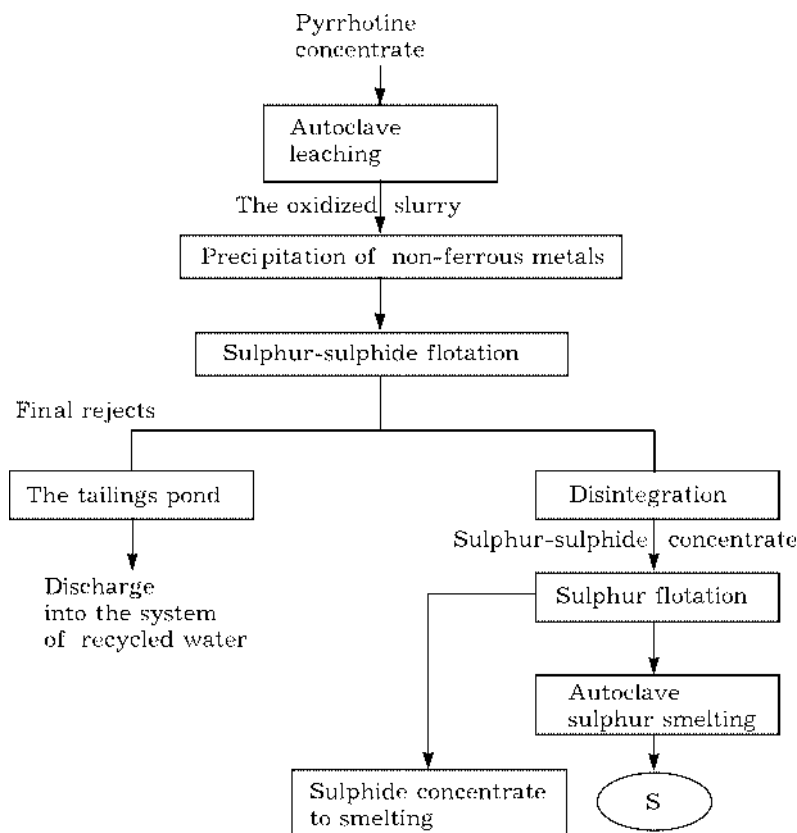 Pyrrhotine
concentrate
Autoclave
leaching
The oxidized slurry
Precipitation of non-ferrous metals
Sulphur-sulphide flotation
Final rejects
The tailings pond
Disintegration
Sulphur-sulphide concentrate
Discharge
into the system
of recycled water
Sulphur flotation
Autoclave
sulphur smelting
Sulphide concentrate
to smelting
S